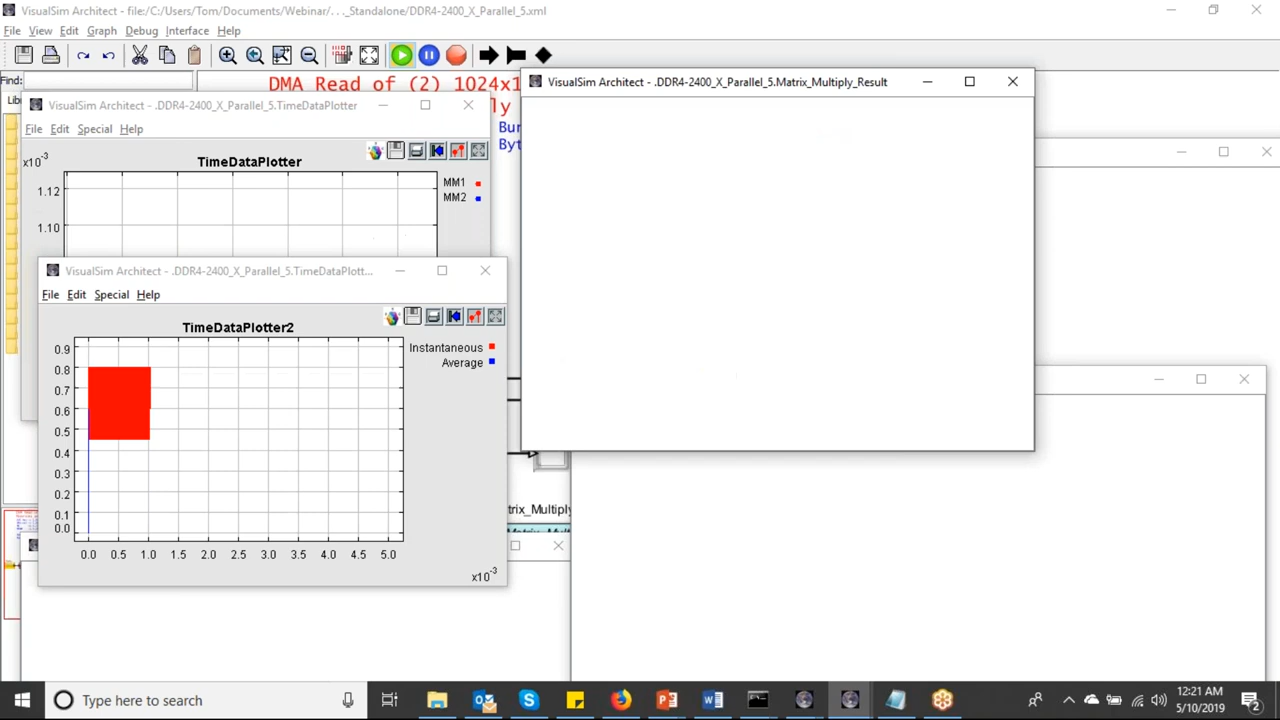 VisualSim Architect - file:/C:/Users/Tom/Documents/Webinar/. . ._Standalone/DDR4-2400_X_Parallel_5.xml
File View Edit Graph Debug Interface Help
Find:
DMA Read of (2) 1024x1
VisualSim Architect - .DDR4-2400_X_Parallel_5.TimeDataPlotter
File Edit Special Help
TimeDataPlotter
x10-3
1.12
1.10
MM1
MM2
VisualSim Architect - .DDR4-2400_X_Parallel_5.Matrix_Multiply_Result
VisualSim Architect - .DDR4-2400_X_Parallel_5.TimeDataPlott...
File Edit Special Help
TimeDataPlotter2
Instantaneous
Average
0.9
0.8
0.7
0.6
0.5
0.4
0.3
0.2
0.1
0.0
0.0 0.5 1.0 1.5 2.0 2.5 3.0 3.5 4.0 4.5 5.0
x10-3
trix_Multiply
Type here to search
12:21 AM
5/10/2019
2